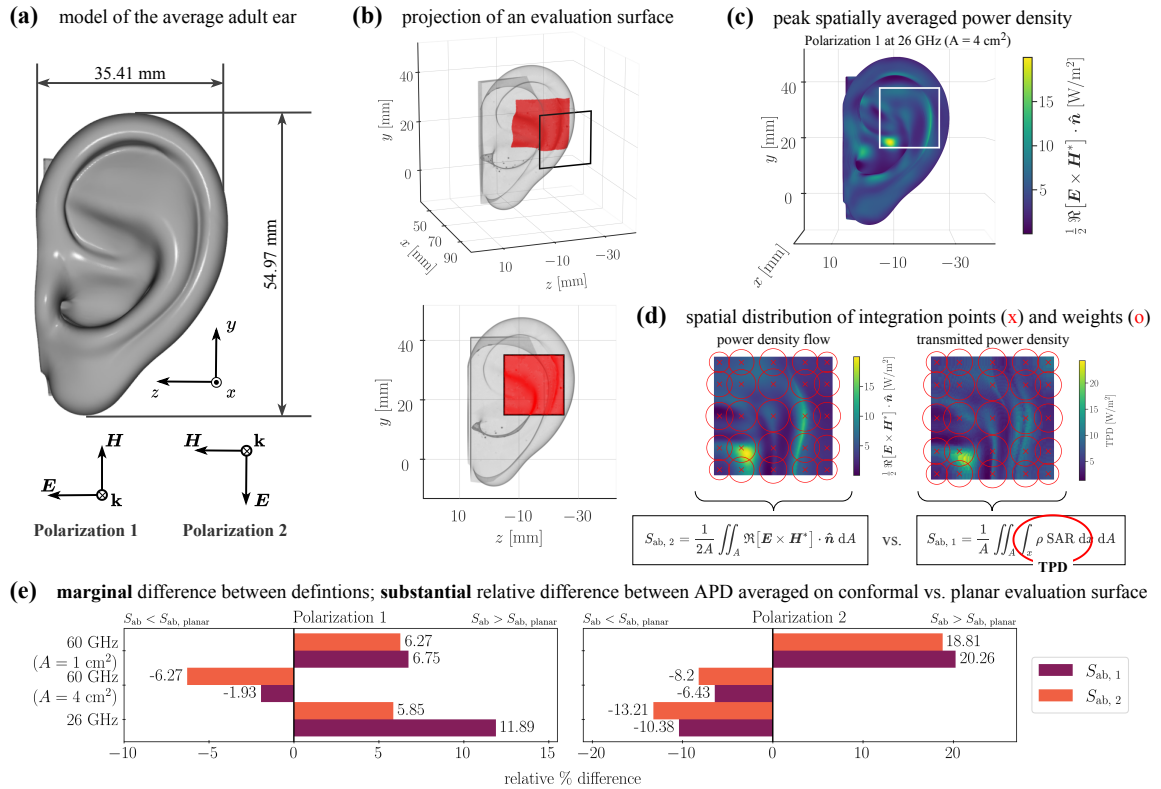 (a) model of the average adult ear
35.41 mm
54.97 mm
y
z
x
H
E
k
Polarization 1
H
k
E
Polarization 2
(b) projection of an evaluation surface
40
20
0
y [mm]
50
70
90
x [mm]
10
−10
−30
z [mm]
40
20
0
y [mm]
10
−10
−30
z [mm]
(c) peak spatially averaged power density
Polarization 1 at 26 GHz (A = 4 cm²)
40
20
0
y [mm]
x [mm]
10
−10
−30
15
10
5
½ ℜ[E × H*] · n̂ [W/m²]
(d) spatial distribution of integration points (x) and weights (o)
power density flow
15
10
5
½ ℜ[E × H*] · n̂ [W/m²]
transmitted power density
20
10
TPD [W/m²]
S_ab, 2 = 1/2A ∬_A ℜ[E × H*] · n̂ dA
vs.
S_ab, 1 = 1/A ∬_A ∫_x ρ SAR dx dA
TPD
(e) marginal difference between defintions; substantial relative difference between APD averaged on conformal vs. planar evaluation surface
S_ab < S_ab, planar
Polarization 1
S_ab > S_ab, planar
60 GHz
(A = 1 cm²)
60 GHz
(A = 4 cm²)
26 GHz
6.27
6.75
-6.27
-1.93
5.85
11.89
−10
−5
0
5
10
15
S_ab < S_ab, planar
Polarization 2
S_ab > S_ab, planar
18.81
20.26
-8.2
-6.43
-13.21
-10.38
−20
−10
0
10
20
relative % difference
S_ab, 1
S_ab, 2